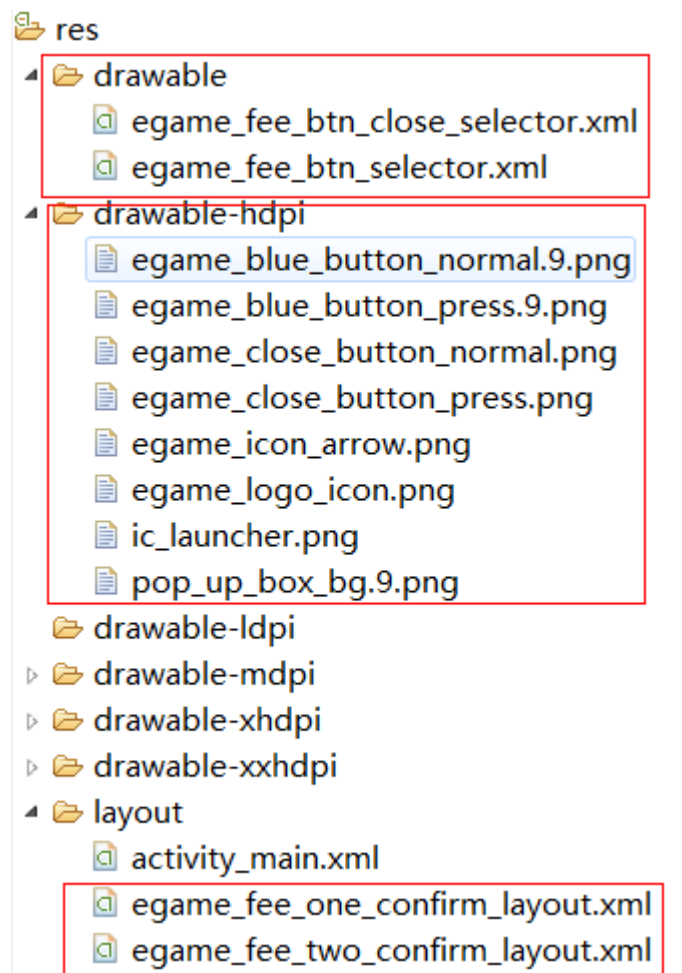 res
drawable
egame_fee_btn_close_selector.xml
egame_fee_btn_selector.xml
drawable-hdpi
egame_blue_button_normal.9.png
egame_blue_button_press.9.png
egame_close_button_normal.png
egame_close_button_press.png
egame_icon_arrow.png
egame_logo_icon.png
ic_launcher.png
pop_up_box_bg.9.png
drawable-ldpi
drawable-mdpi
drawable-xhdpi
drawable-xxhdpi
layout
activity_main.xml
egame_fee_one_confirm_layout.xml
egame_fee_two_confirm_layout.xml